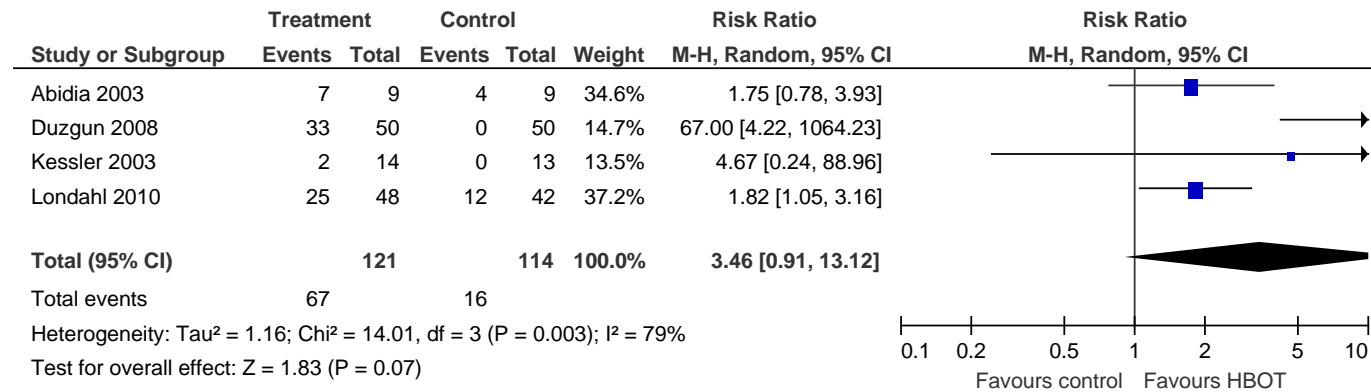 Treatment Control Risk Ratio Risk Ratio
Study or Subgroup Events Total Events Total Weight M-H, Random, 95% CI M-H, Random, 95% CI
Abidia 2003 7 9 4 9 34.6% 1.75 [0.78, 3.93]
Duzgun 2008 33 50 0 50 14.7% 67.00 [4.22, 1064.23]
Kessler 2003 2 14 0 13 13.5% 4.67 [0.24, 88.96]
Londahl 2010 25 48 12 42 37.2% 1.82 [1.05, 3.16]
Total (95% CI) 121 114 100.0% 3.46 [0.91, 13.12]
Total events 67 16
Heterogeneity: Tau² = 1.16; Chi² = 14.01, df = 3 (P = 0.003); I² = 79%
Test for overall effect: Z = 1.83 (P = 0.07)
0.1 0.2 0.5 1 2 5 10
Favours control Favours HBOT